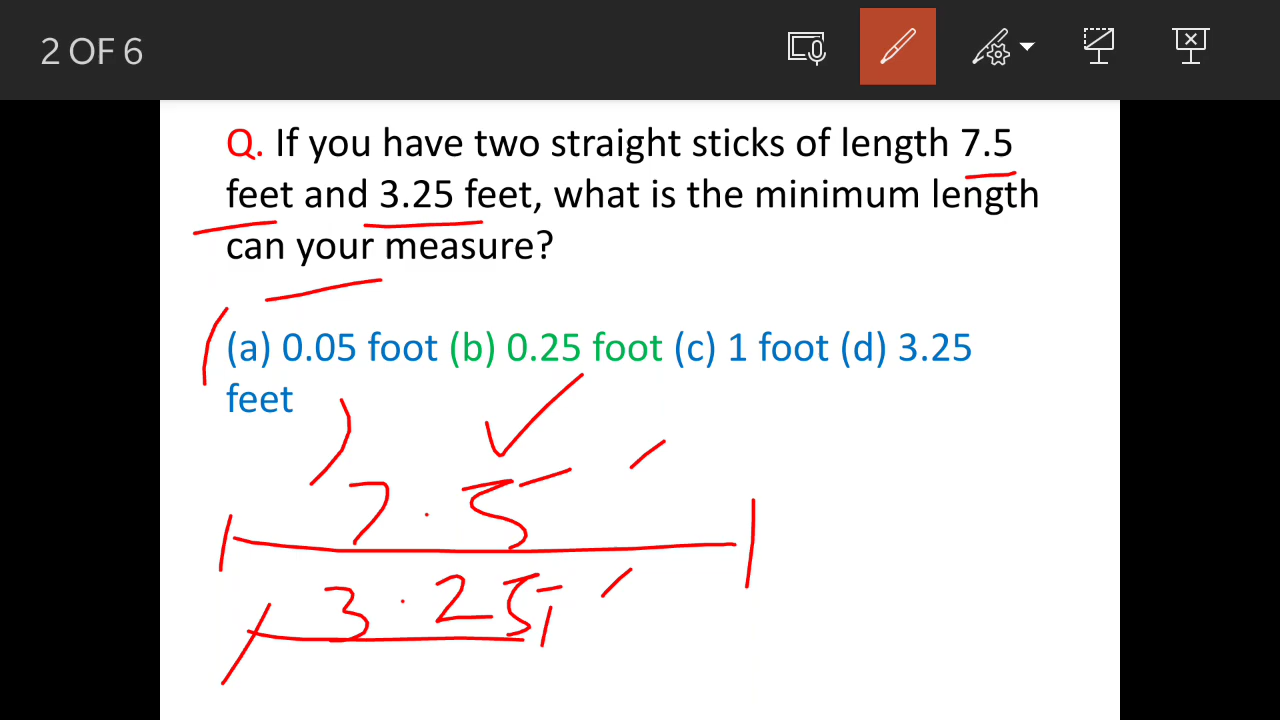 2 OF 6
Q. If you have two straight sticks of length 7.5
feet and 3.25 feet, what is the minimum length
can your measure?
(a) 0.05 foot (b) 0.25 foot (c) 1 foot (d) 3.25
feet
7.5'
3.25'